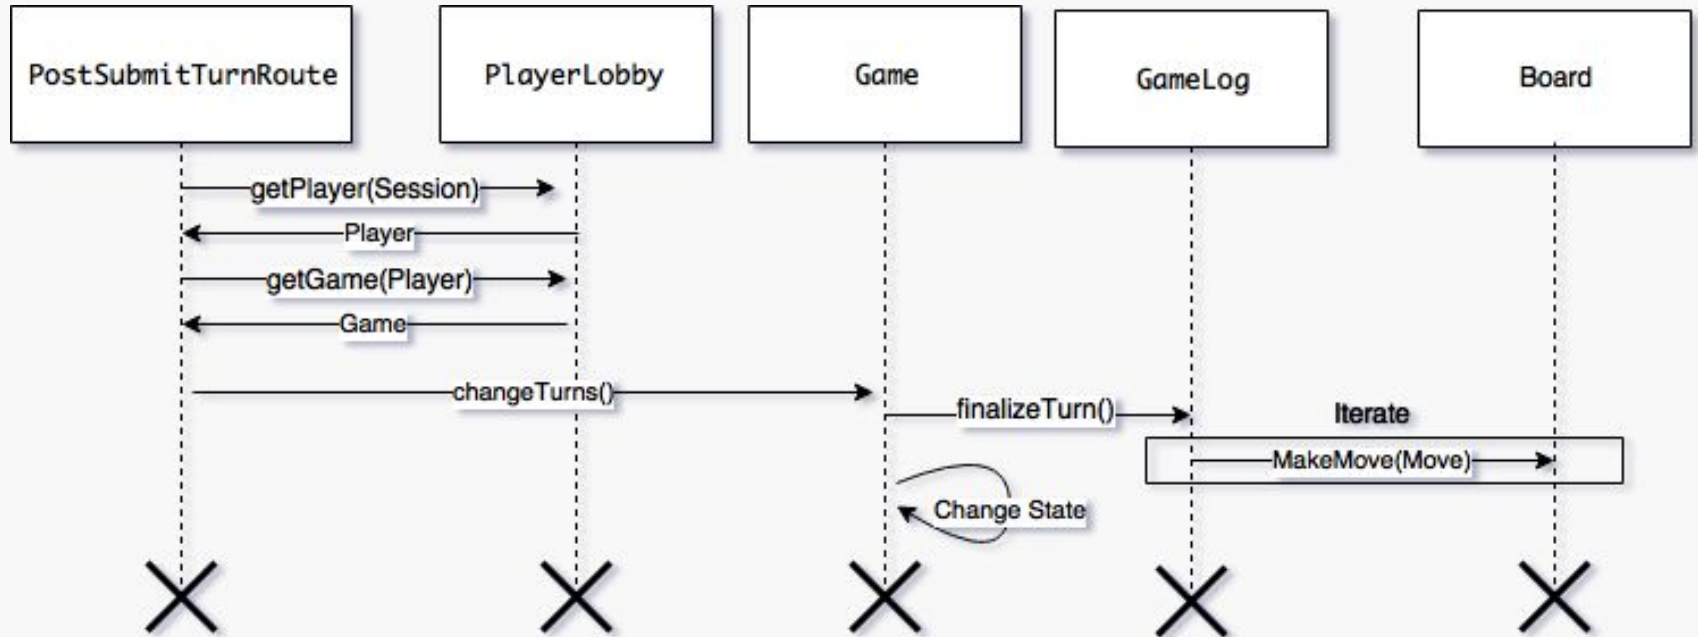 PostSubmitTurnRoute
PlayerLobby
Game
GameLog
Board
getPlayer(Session)
Player
getGame(Player)
Game
changeTurns()
finalizeTurn()
Iterate
MakeMove(Move)
Change State